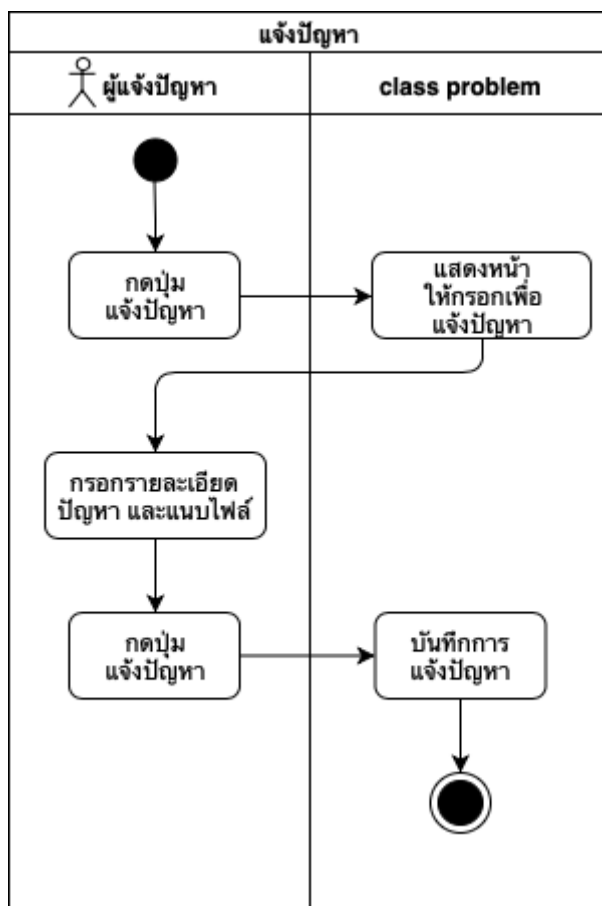 แจ้งปัญหา
ผู้แจ้งปัญหา
class problem
กดปุ่ม
แจ้งปัญหา
แสดงหน้า
ให้กรอกเพื่อ
แจ้งปัญหา
กรอกรายละเอียด
ปัญหา และแนบไฟล์
กดปุ่ม
แจ้งปัญหา
บันทึกการ
แจ้งปัญหา